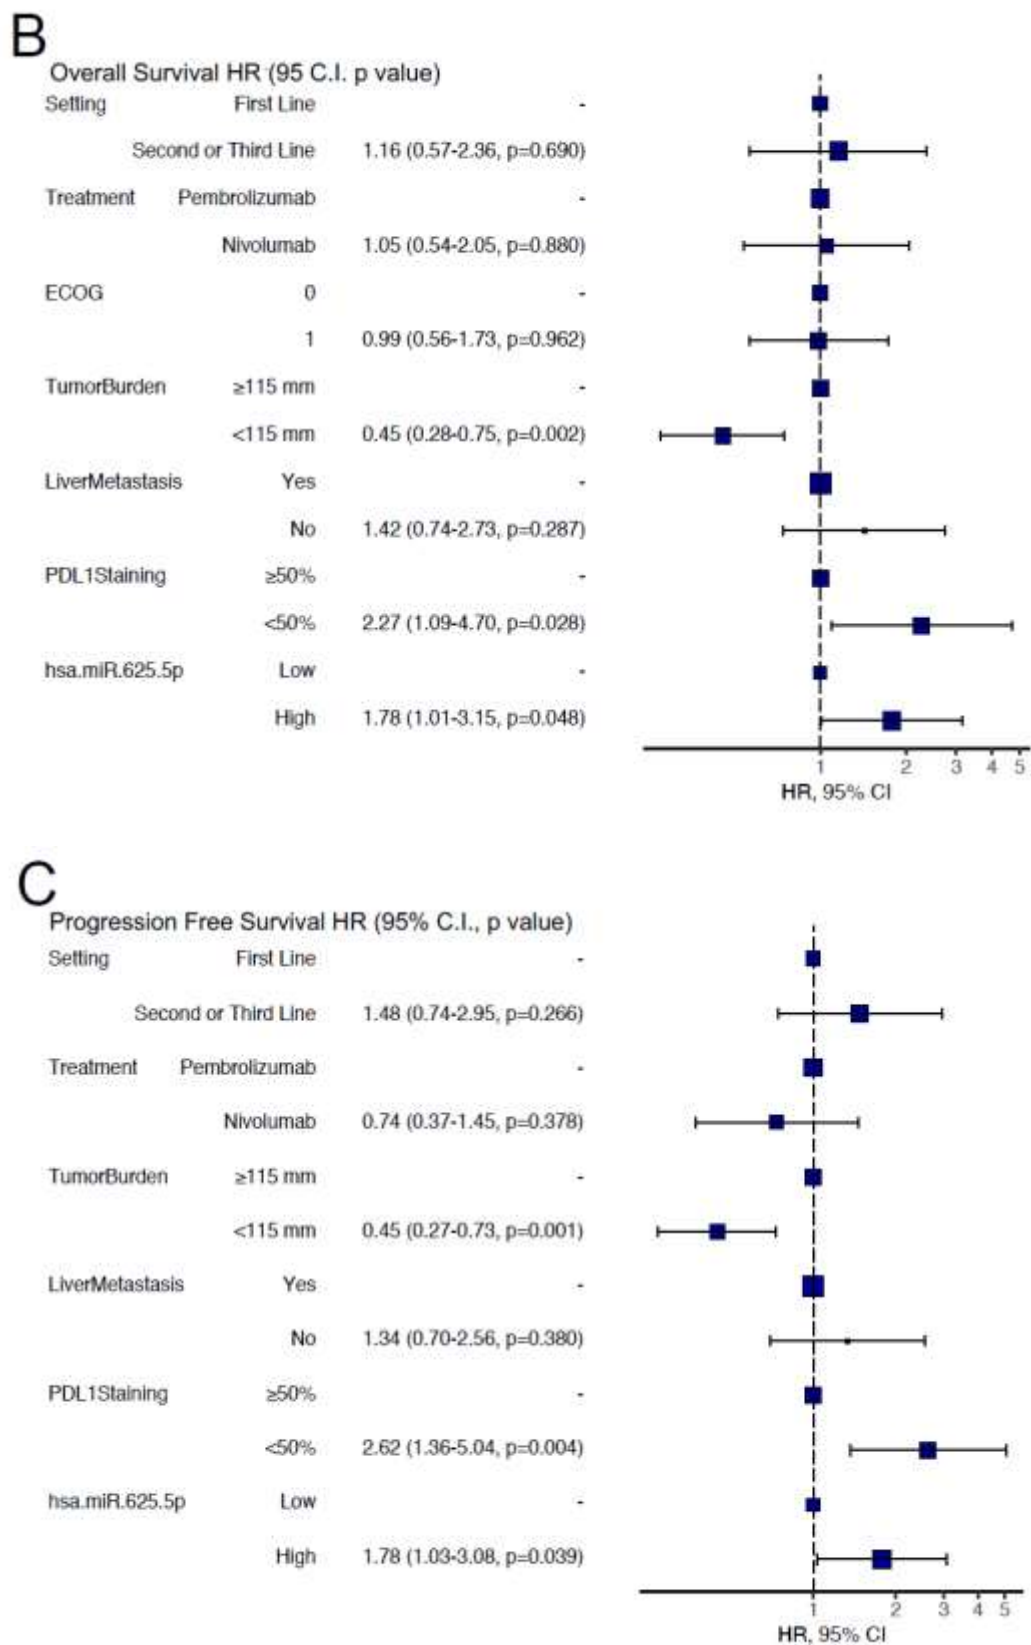 B
Overall Survival HR (95 C.I. p value)
Setting First Line -
Second or Third Line 1.16 (0.57-2.36, p=0.690)
Treatment Pembrolizumab -
Nivolumab 1.05 (0.54-2.05, p=0.880)
ECOG 0 -
1 0.99 (0.56-1.73, p=0.962)
TumorBurden ≥115 mm -
<115 mm 0.45 (0.28-0.75, p=0.002)
LiverMetastasis Yes -
No 1.42 (0.74-2.73, p=0.287)
PDL1Staining ≥50% -
<50% 2.27 (1.09-4.70, p=0.028)
hsa.miR.625.5p Low -
High 1.78 (1.01-3.15, p=0.048)
1 2 3 4 5
HR, 95% CI
C
Progression Free Survival HR (95% C.I., p value)
Setting First Line -
Second or Third Line 1.48 (0.74-2.95, p=0.266)
Treatment Pembrolizumab -
Nivolumab 0.74 (0.37-1.45, p=0.378)
TumorBurden ≥115 mm -
<115 mm 0.45 (0.27-0.73, p=0.001)
LiverMetastasis Yes -
No 1.34 (0.70-2.56, p=0.380)
PDL1Staining ≥50% -
<50% 2.62 (1.36-5.04, p=0.004)
hsa.miR.625.5p Low -
High 1.78 (1.03-3.08, p=0.039)
1 2 3 4 5
HR, 95% CI